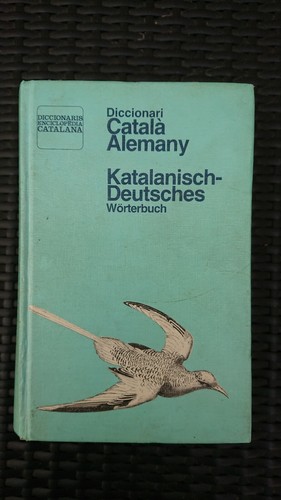 DICCIONARIS
ENCICLOPÈDIA
CATALANA
Diccionari
Català
Alemany
Katalanisch-
Deutsches
Wörterbuch